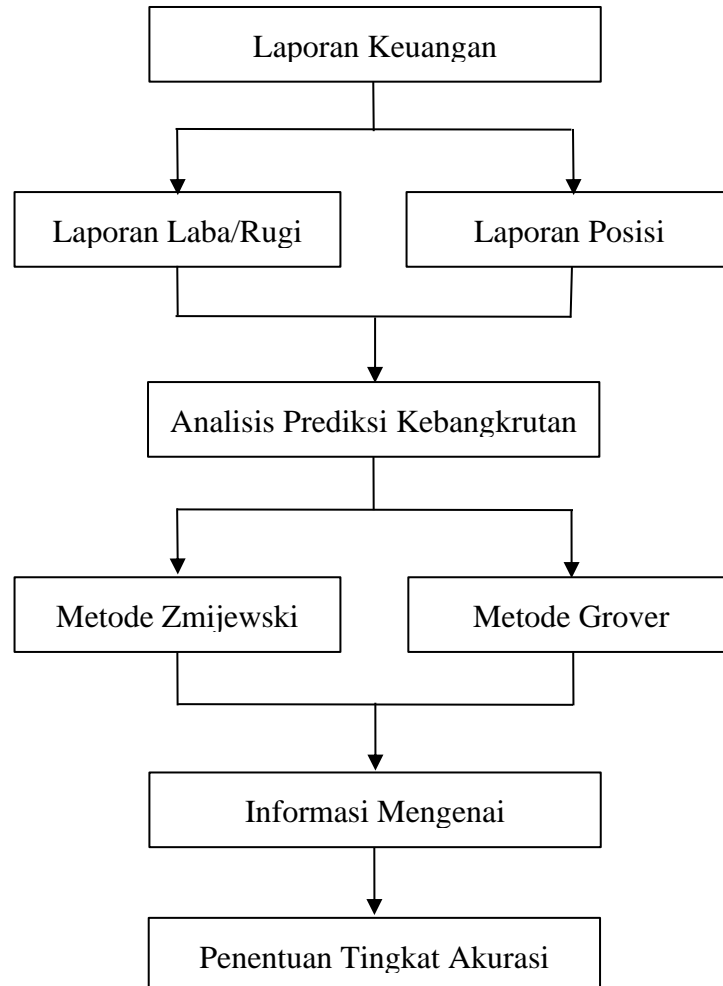 Laporan Keuangan
Laporan Laba/Rugi
Laporan Posisi
Analisis Prediksi Kebangkrutan
Metode Zmijewski
Metode Grover
Informasi Mengenai
Penentuan Tingkat Akurasi